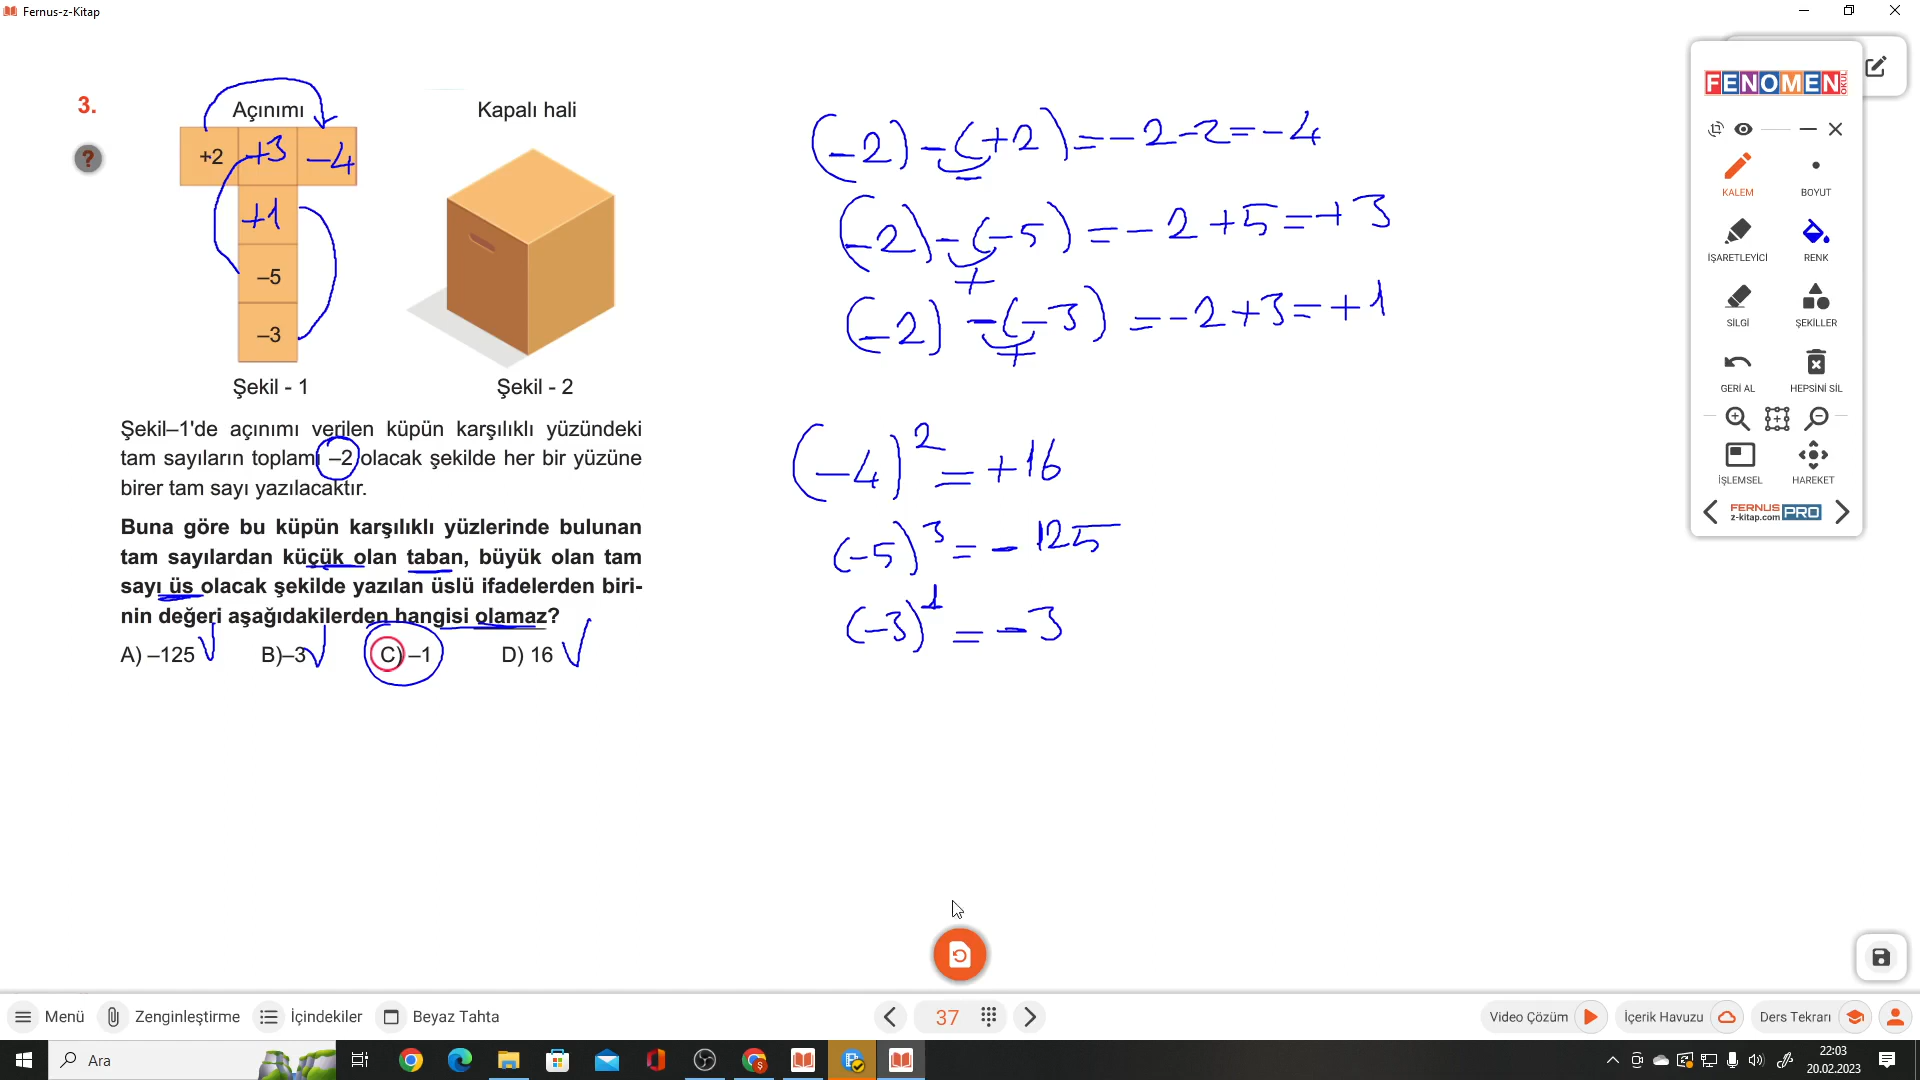 Fernus-z-Kitap
3.
Açınımı
Kapalı hali
+2 +3 -4
+1
–5
–3
Şekil - 1
Şekil - 2
Şekil–1'de açınımı verilen küpün karşılıklı yüzündeki
tam sayıların toplamı –2 olacak şekilde her bir yüzüne
birer tam sayı yazılacaktır.
Buna göre bu küpün karşılıklı yüzlerinde bulunan
tam sayılardan küçük olan taban, büyük olan tam
sayı üs olacak şekilde yazılan üslü ifadelerden biri-
nin değeri aşağıdakilerden hangisi olamaz?
A) –125 B)–3 C) –1 D) 16
(-2) - (+2) = -2 -2 = -4
-
(-2) - (-5) = -2 +5 = +3
+
(-2) - (-3) = -2 +3 = +1
+
(-4)² = +16
(-5)³ = -125
(-3)¹ = -3
FENOMEN OKUL
KALEM
BOYUT
İŞARETLEYİCİ
RENK
SİLGİ
ŞEKİLLER
GERİ AL
HEPSİNİ SİL
İŞLEMSEL
HAREKET
FERNUS
z-kitap.com PRO
Menü
Zenginleştirme
İçindekiler
Beyaz Tahta
37
Video Çözüm
İçerik Havuzu
Ders Tekrarı
Ara
22:03
20.02.2023